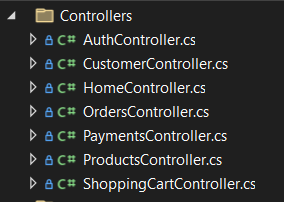 Controllers
C# AuthController.cs
C# CustomerController.cs
C# HomeController.cs
C# OrdersController.cs
C# PaymentsController.cs
C# ProductsController.cs
C# ShoppingCartController.cs